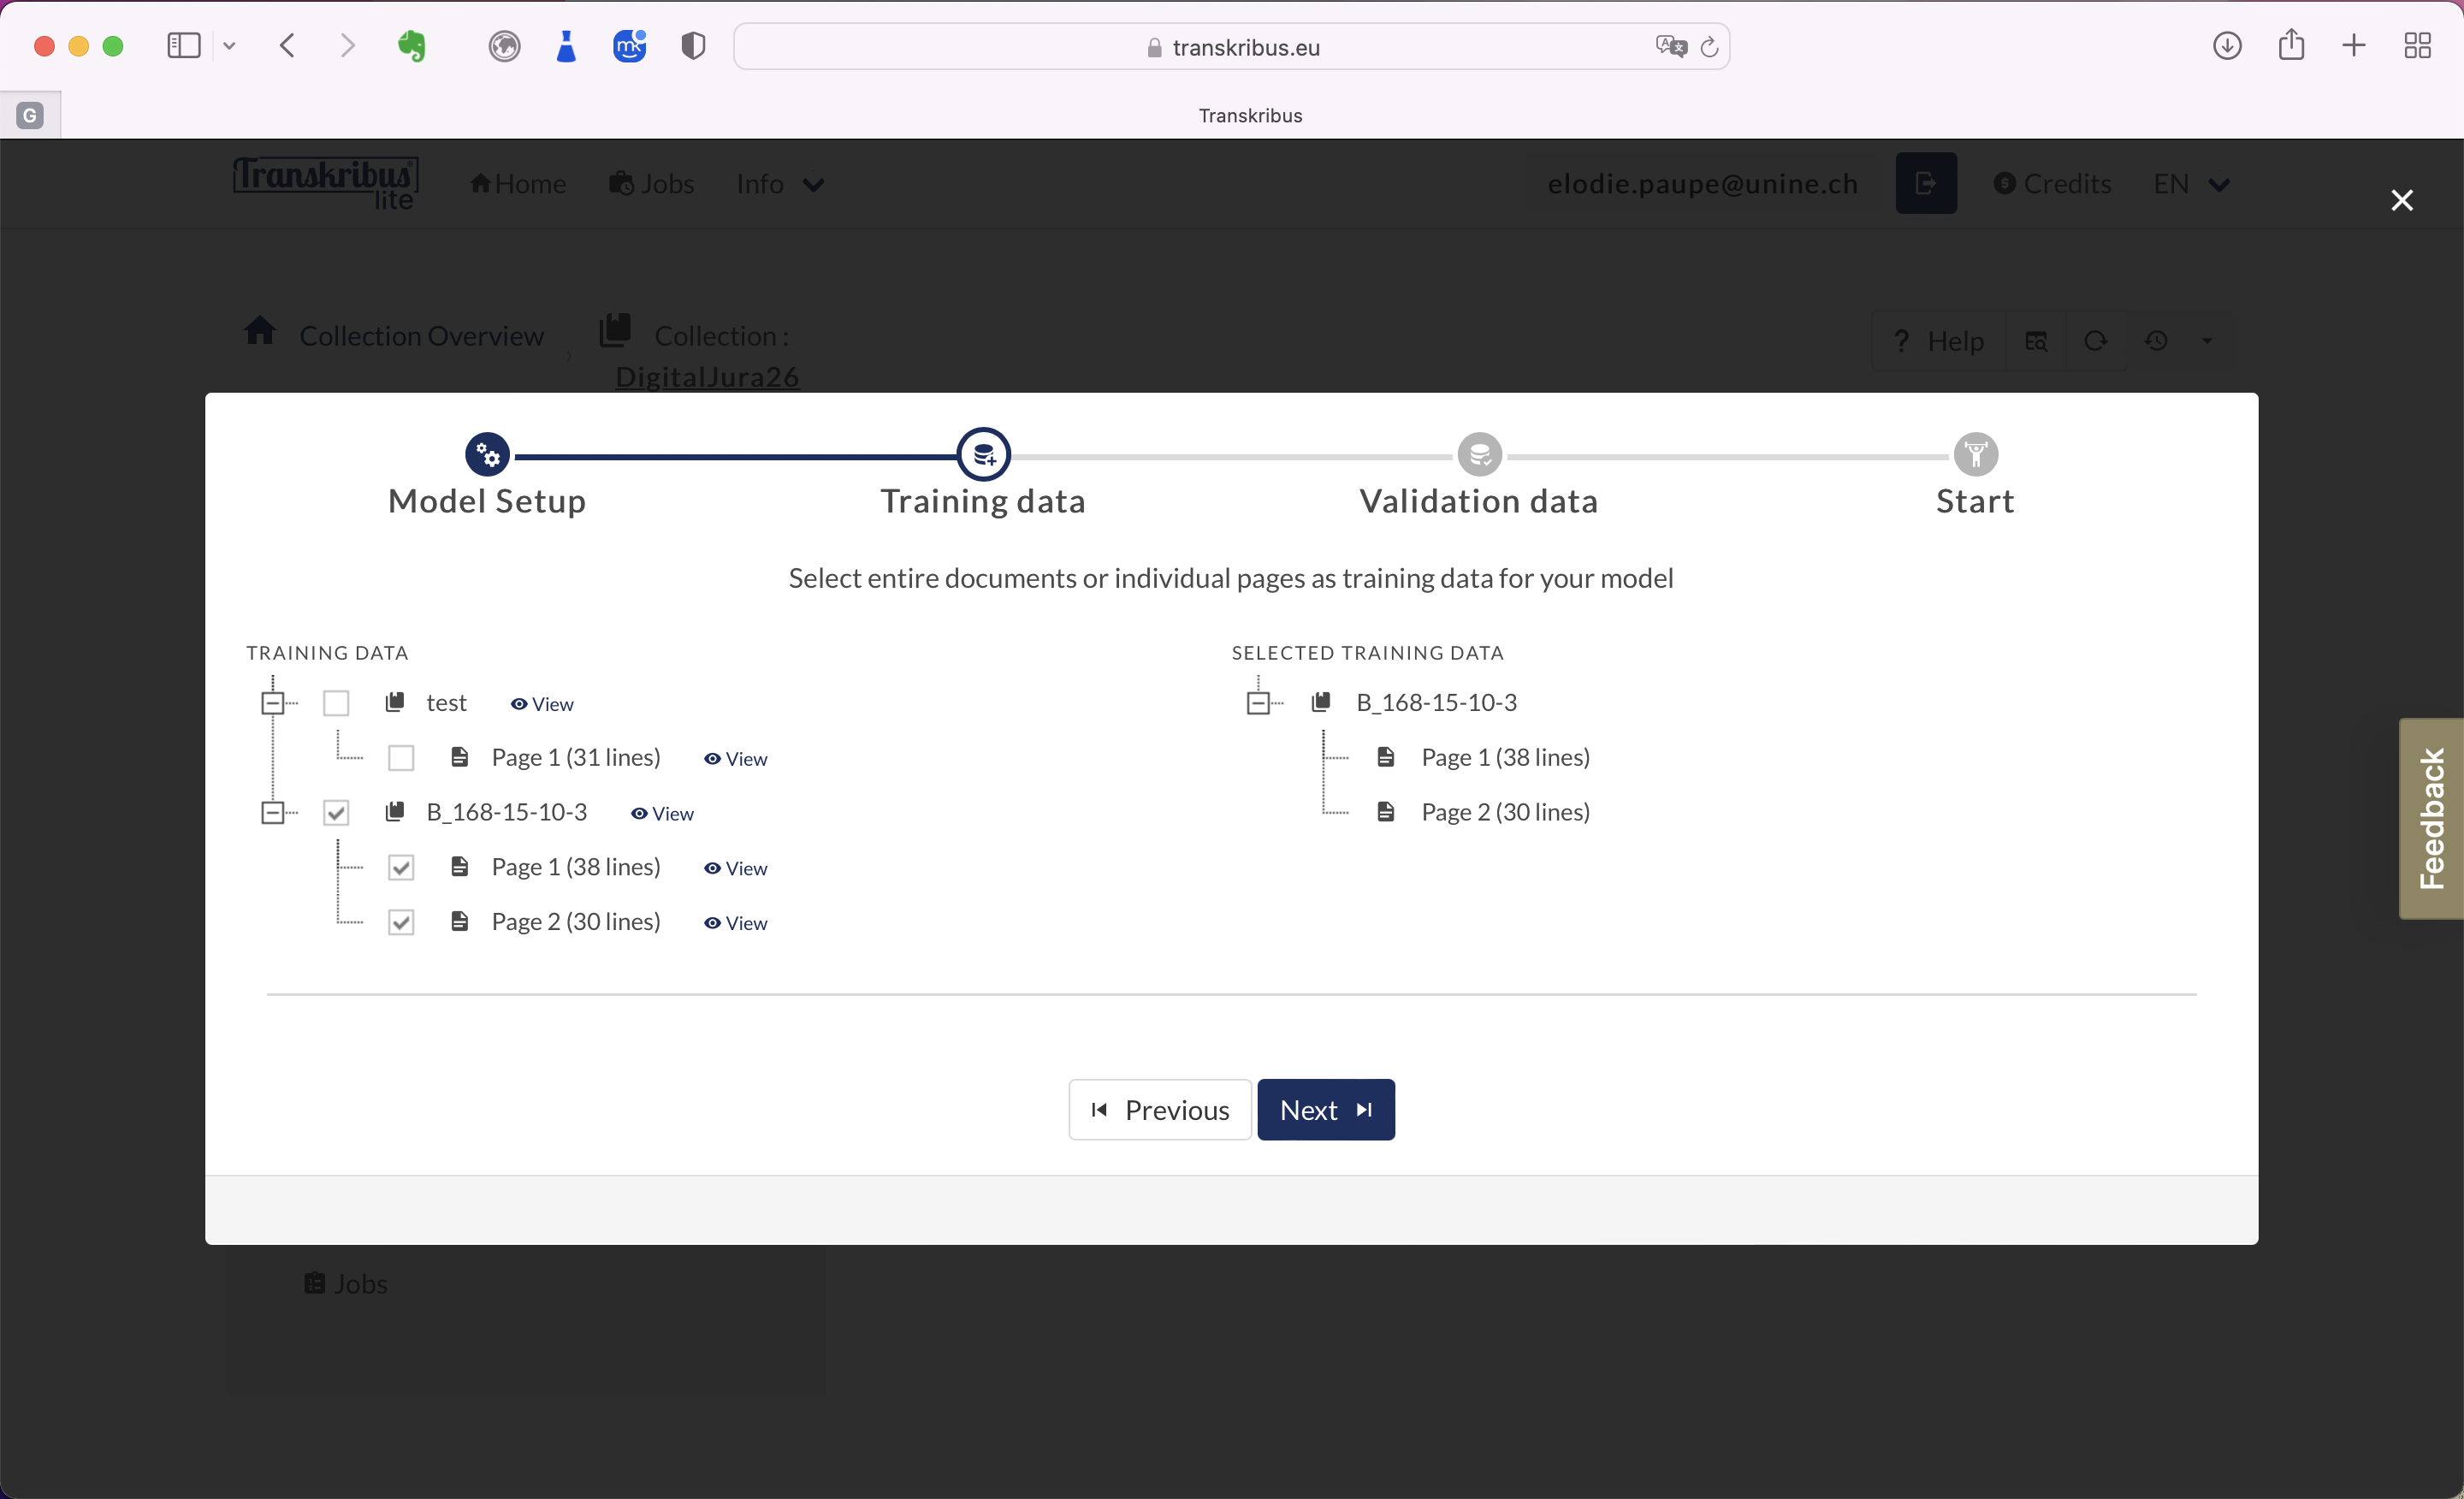 transkribus.eu
G
Transkribus
Transkribus lite
Home
Jobs
Info
elodie.paupe@unine.ch
Credits
EN
Collection Overview
Collection :
DigitalJura26
? Help
Model Setup
Training data
Validation data
Start
Select entire documents or individual pages as training data for your model
TRAINING DATA
test View
Page 1 (31 lines) View
B_168-15-10-3 View
Page 1 (38 lines) View
Page 2 (30 lines) View
SELECTED TRAINING DATA
B_168-15-10-3
Page 1 (38 lines)
Page 2 (30 lines)
Previous
Next
Jobs
Feedback